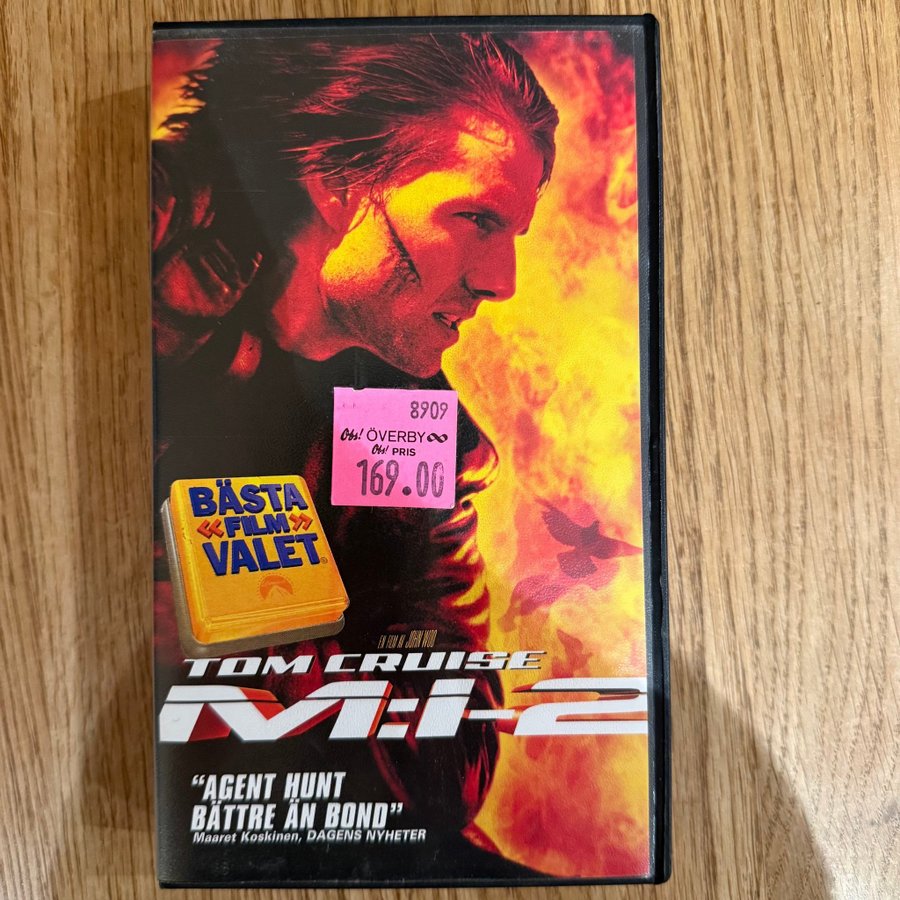 8909
Obs! ÖVERBY
Obs! PRIS
169.00
BÄSTA
«FILM»
VALET®
EN FILM AV JOHN WOO
TOM CRUISE
M:I-2
"AGENT HUNT
BÄTTRE ÄN BOND"
Maaret Koskinen, DAGENS NYHETER